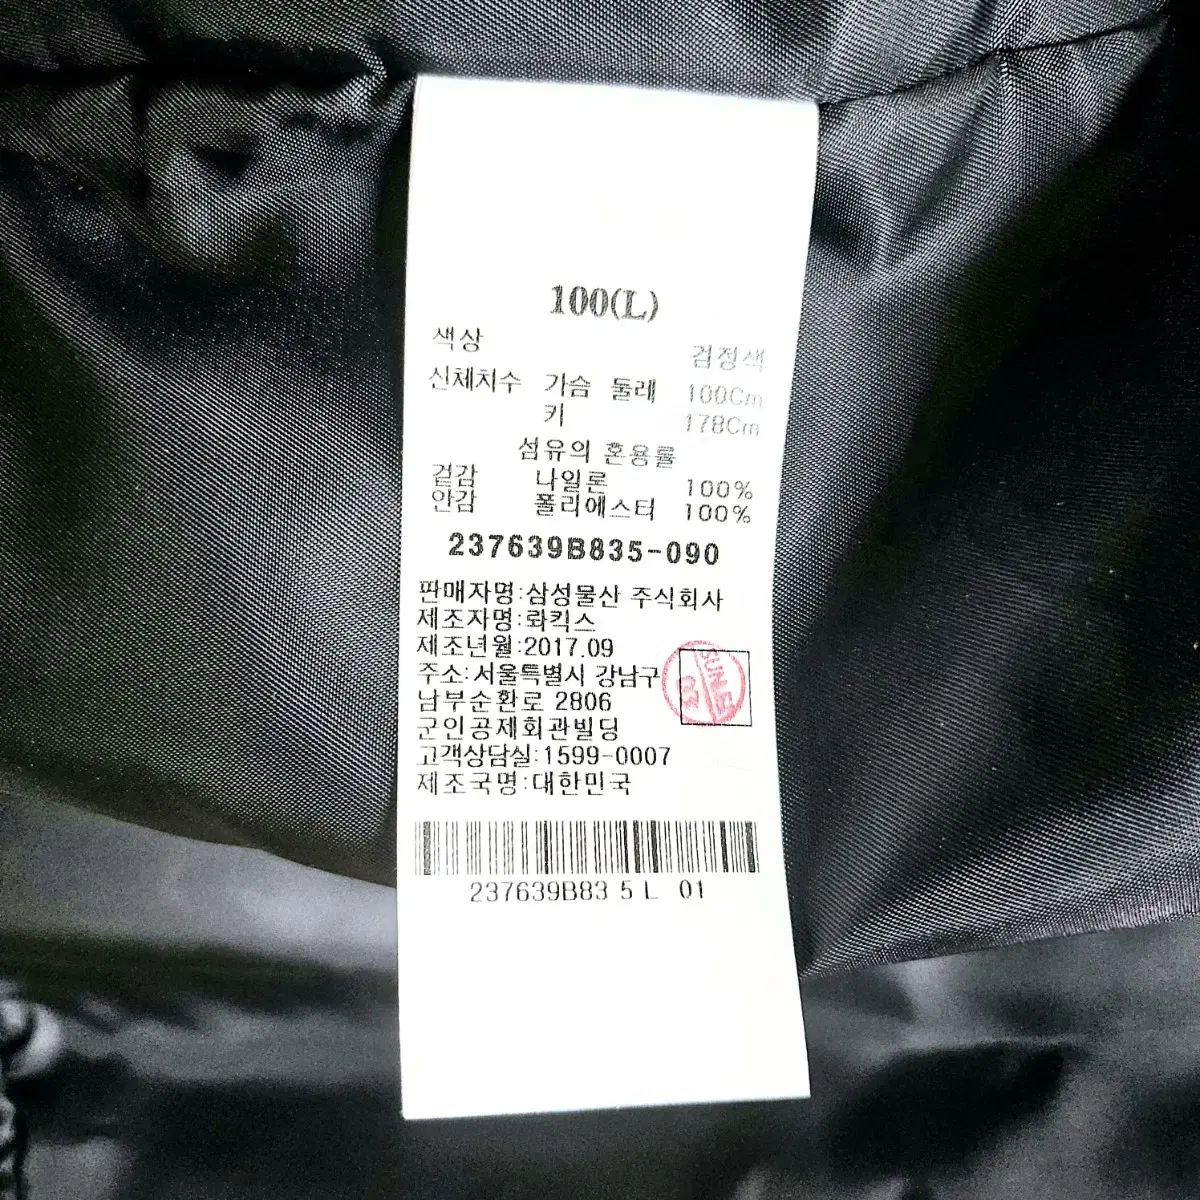 100(L)
색상 검정색
신체치수 가슴 둘레 100Cm
키 178Cm
섬유의 혼용률
겉감 나일론 100%
안감 폴리에스터 100%
237639B835-090
판매자명:삼성물산 주식회사
제조자명:롸킥스
제조년월:2017.09
주소:서울특별시 강남구
남부순환로 2806
군인공제회관빌딩
고객상담실:1599-0007
제조국명:대한민국
237639B83 5 L 01